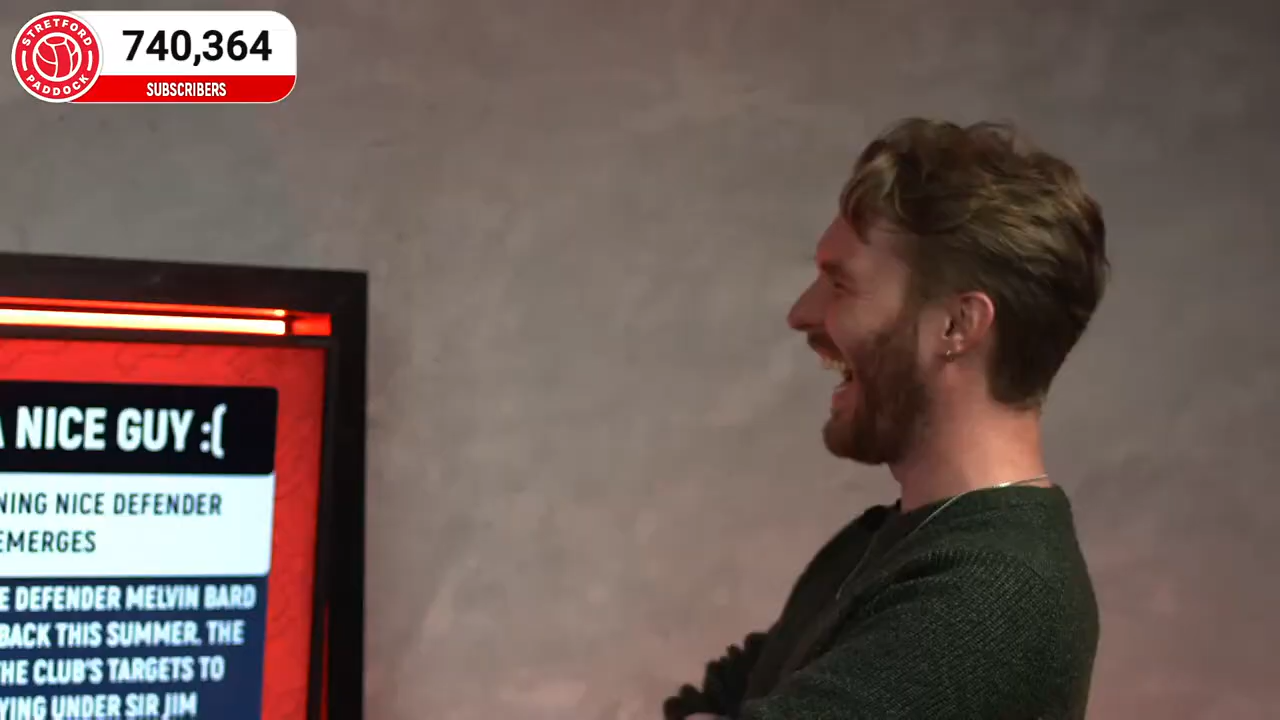 STRETFORD
PADDOCK
740,364
SUBSCRIBERS
NICE GUY :(
NING NICE DEFENDER
EMERGES
E DEFENDER MELVIN BARD
BACK THIS SUMMER. THE
HE CLUB'S TARGETS TO
YING UNDER SIR JIM